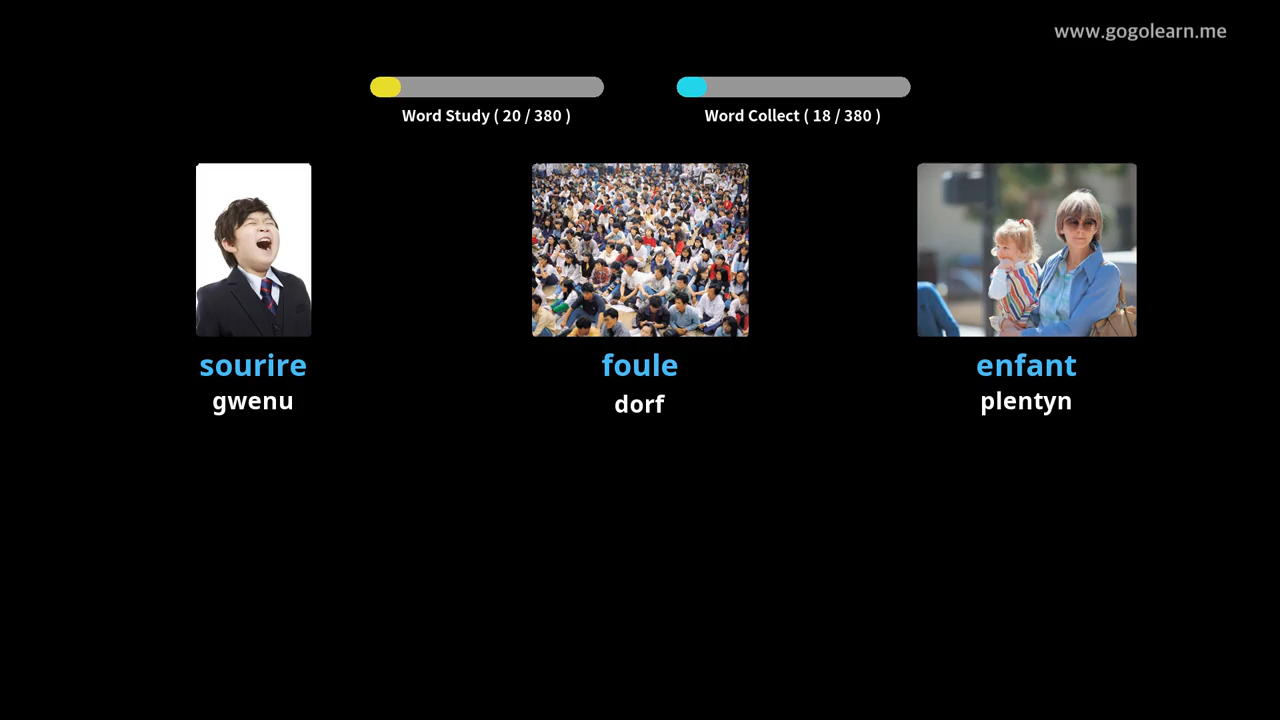 www.gogolearn.me
Word Study ( 20 / 380 )
Word Collect ( 18 / 380 )
sourire
gwenu
foule
dorf
enfant
plentyn